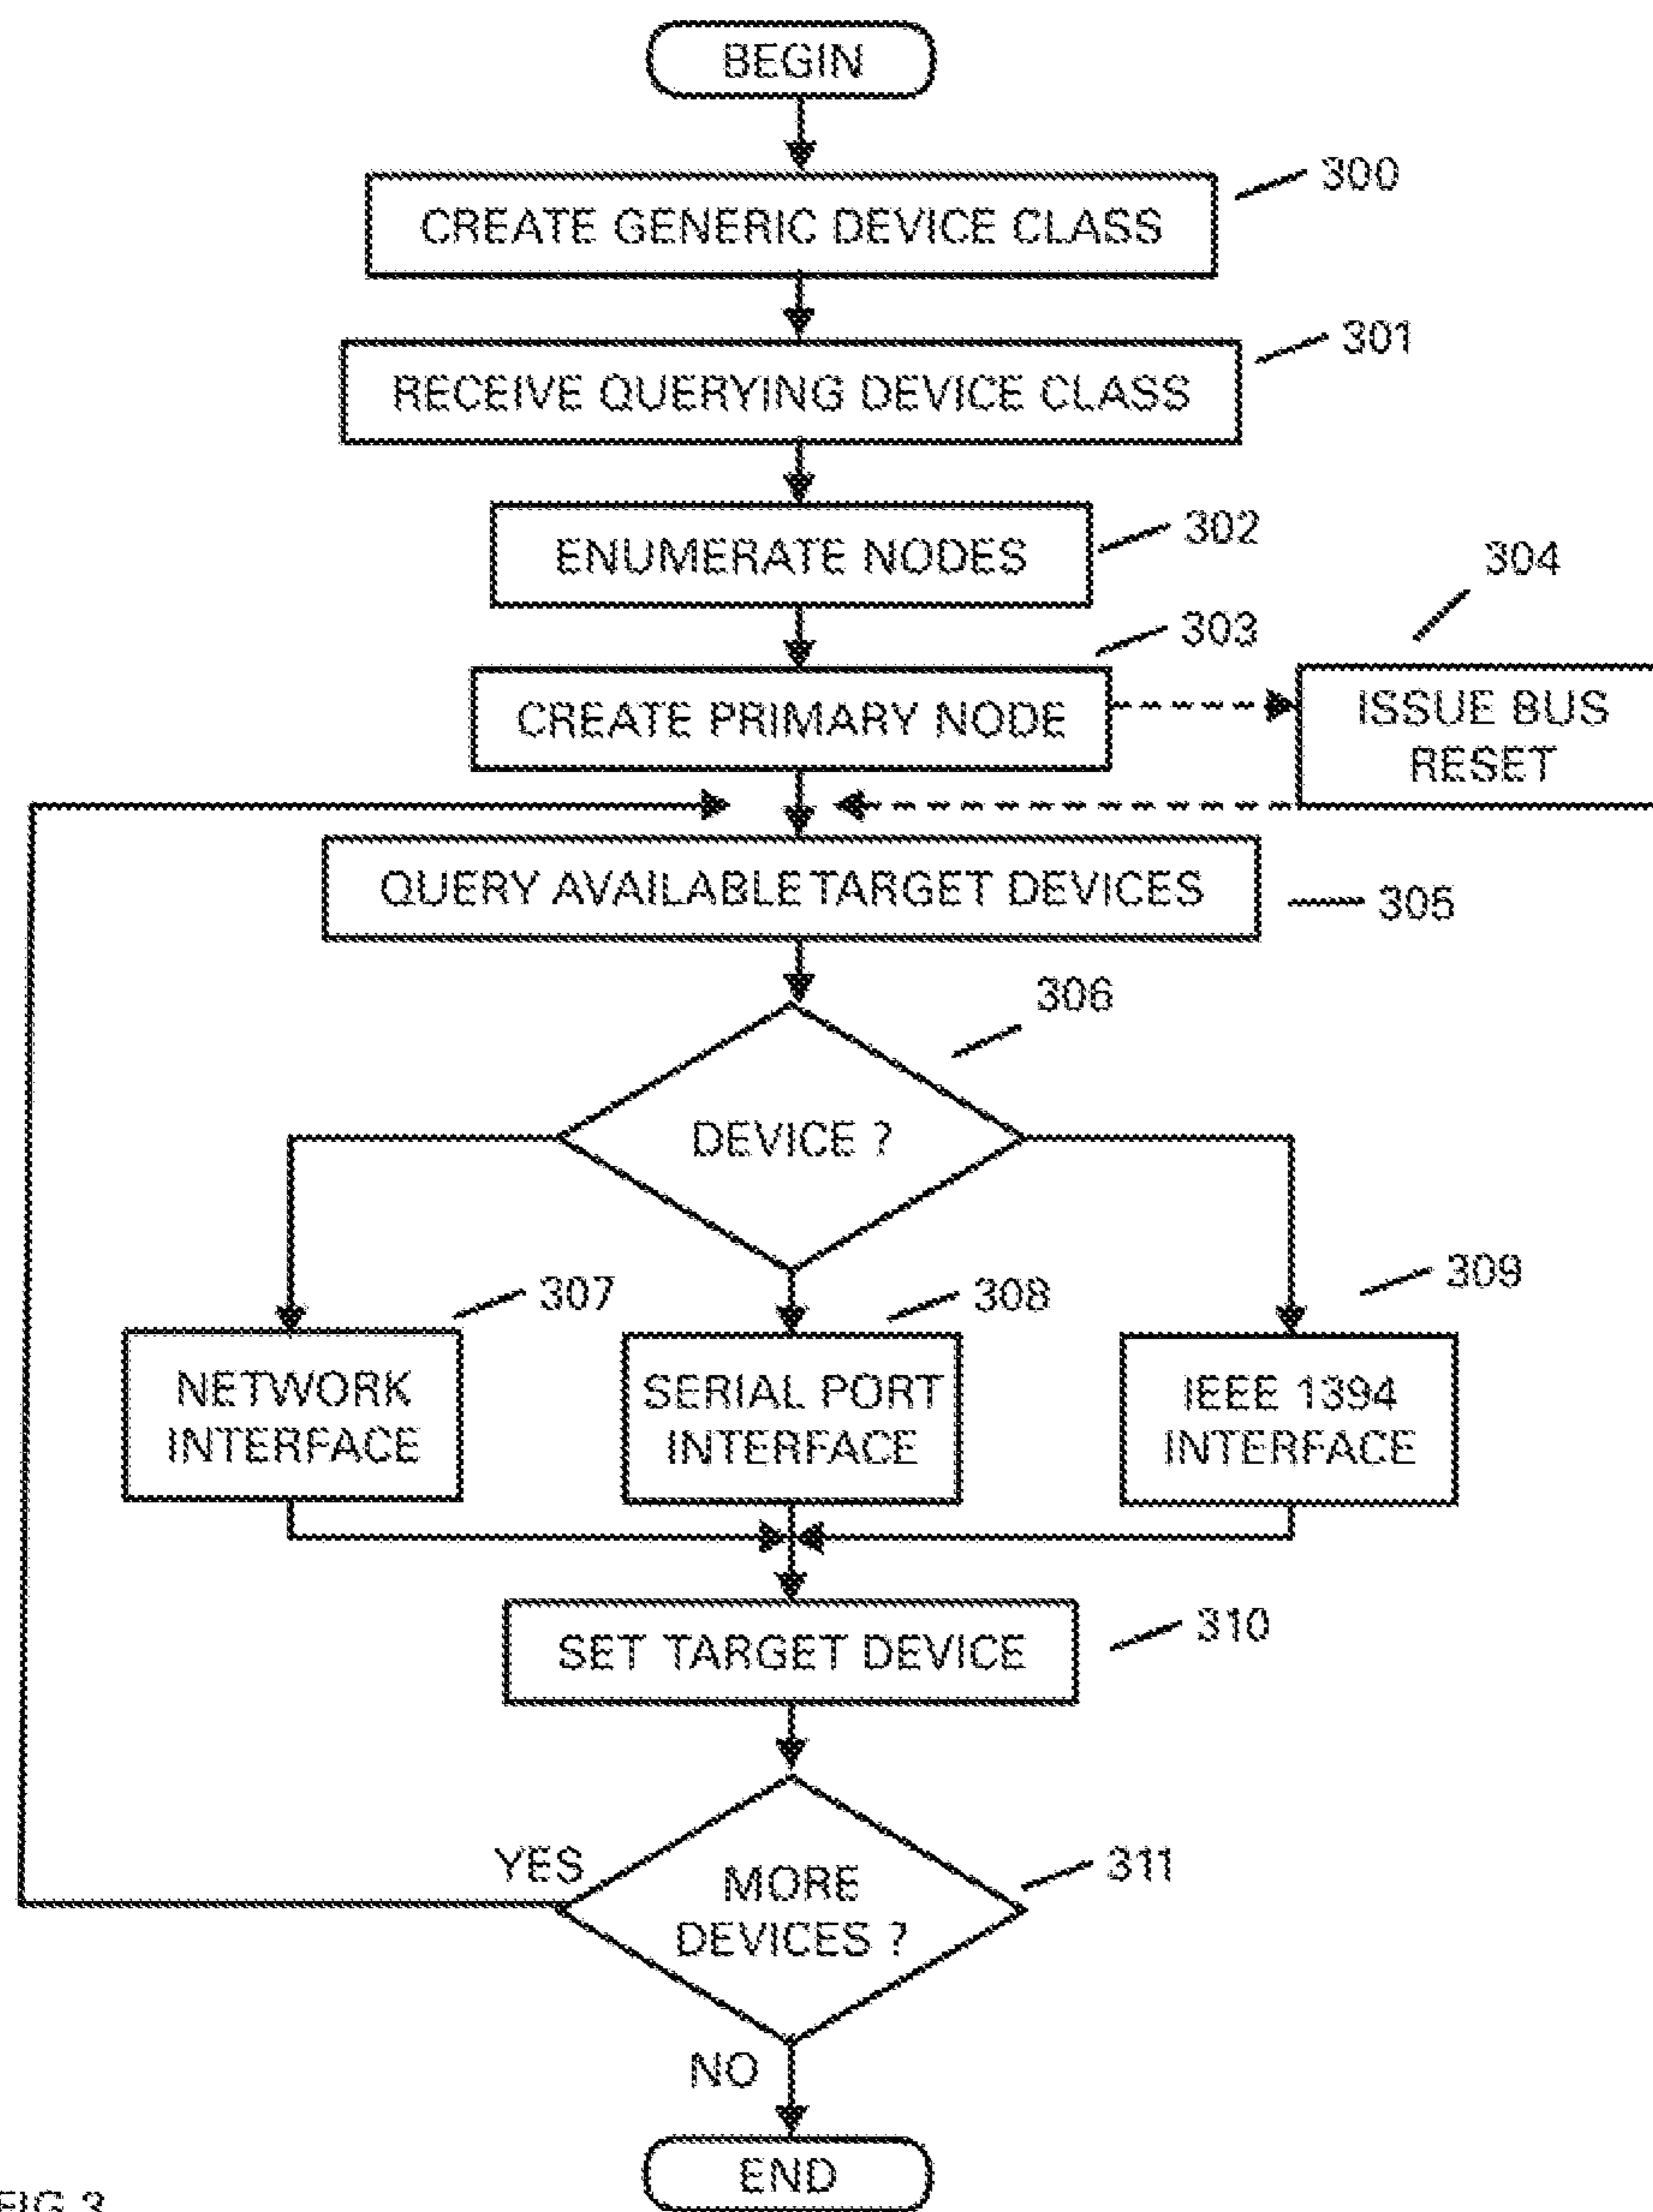 BEGIN
300
CREATE GENERIC DEVICE CLASS
301
RECEIVE QUERYING DEVICE CLASS
302
ENUMERATE NODES
303
304
CREATE PRIMARY NODE
ISSUE BUS
RESET
QUERY AVAILABLE TARGET DEVICES
305
306
DEVICE ?
307
308
309
NETWORK
INTERFACE
SERIAL PORT
INTERFACE
IEEE 1394
INTERFACE
310
SET TARGET DEVICE
311
YES
MORE
DEVICES ?
NO
END
FIG 3